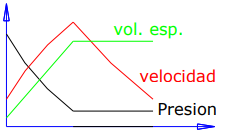 vol. esp.
velocidad
Presion